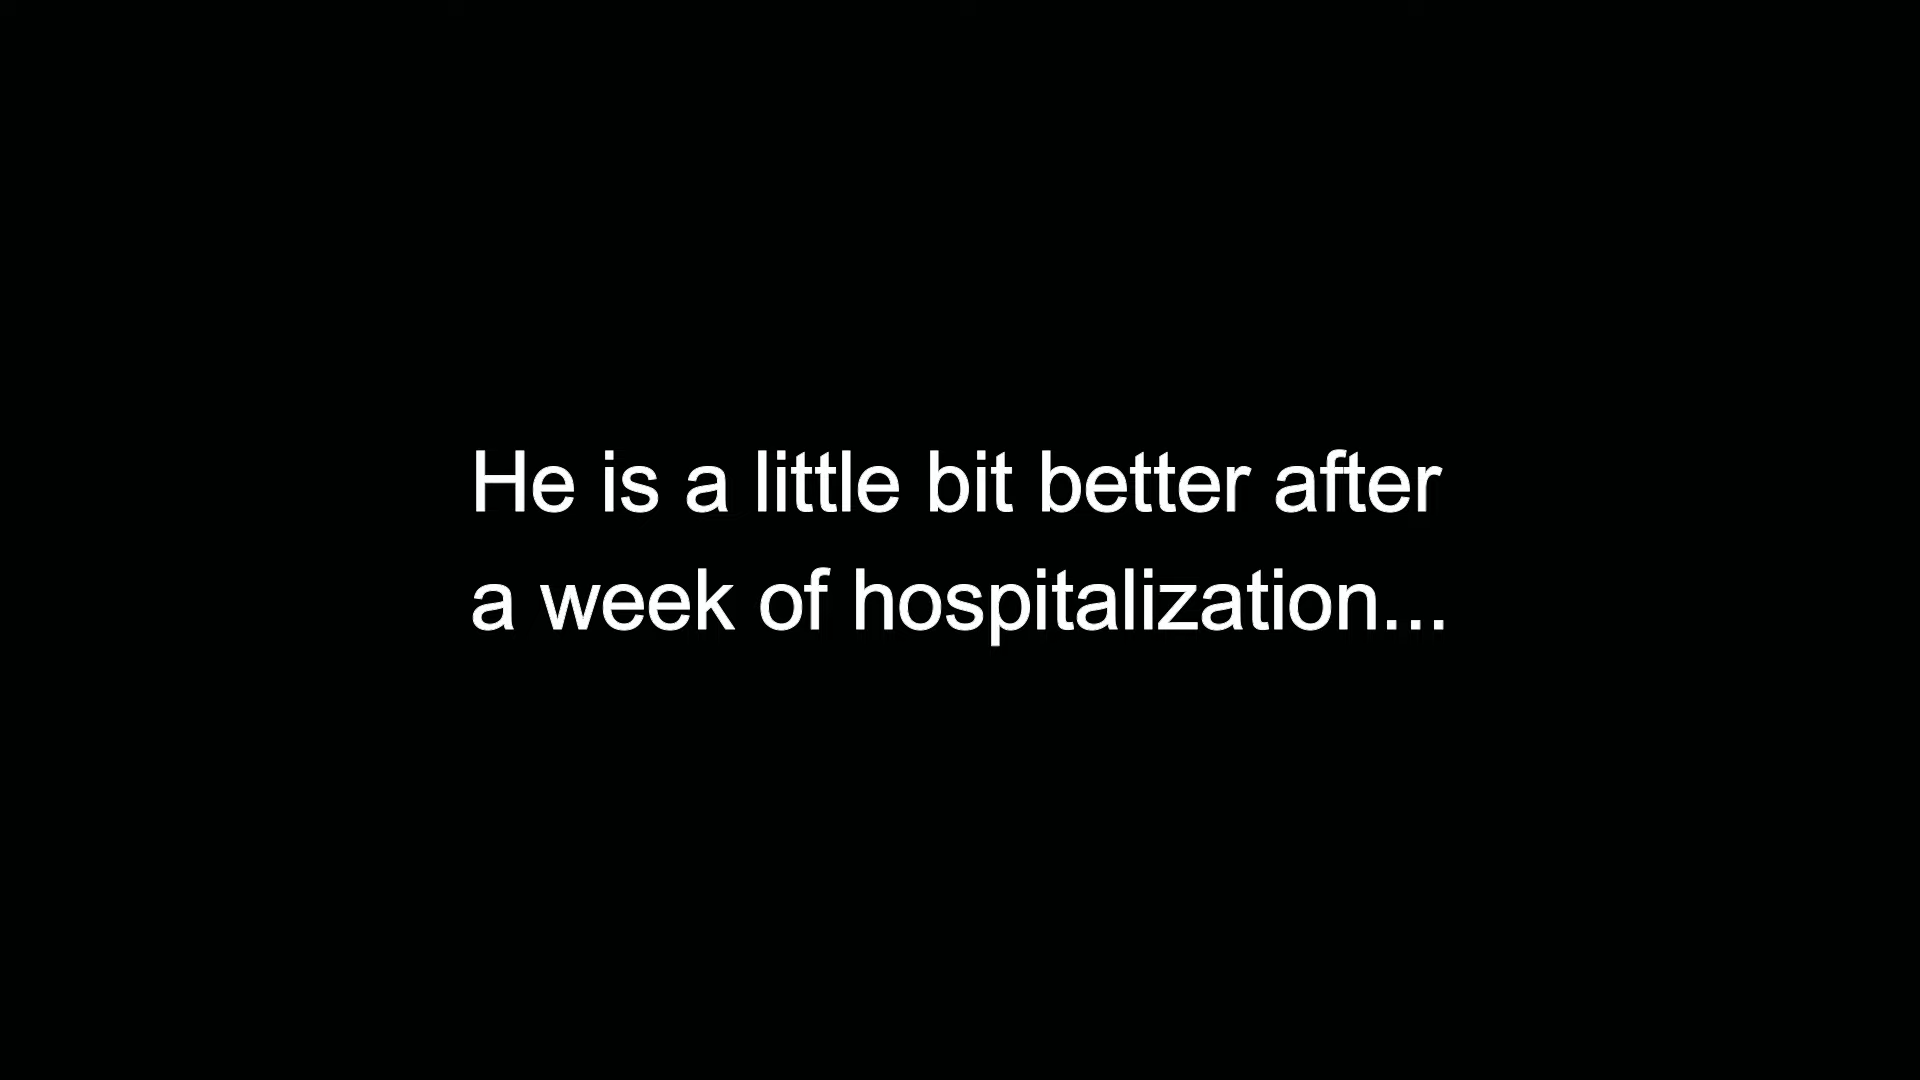 He is a little bit better after
a week of hospitalization...